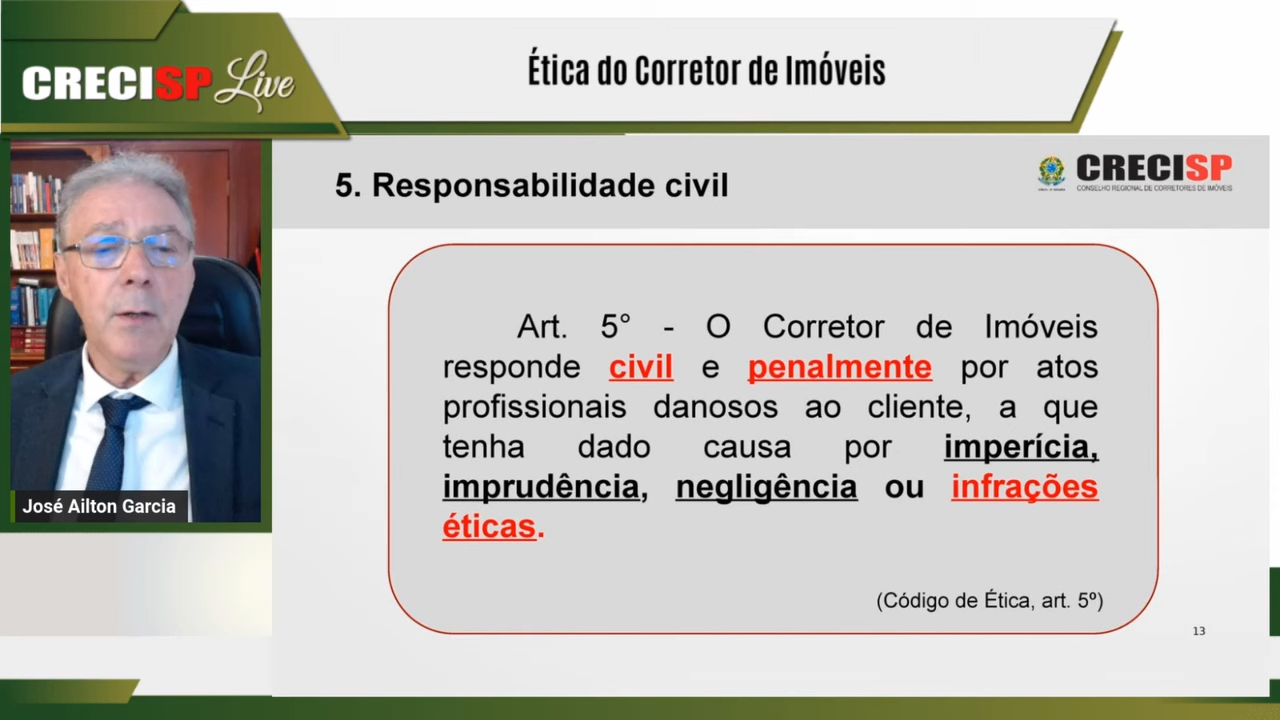 CRECISP Live
Ética do Corretor de Imóveis
5. Responsabilidade civil
CRECISP
CONSELHO REGIONAL DE CORRETORES DE IMÓVEIS
Art. 5° - O Corretor de Imóveis
responde civil e penalmente por atos
profissionais danosos ao cliente, a que
tenha dado causa por imperícia,
imprudência, negligência ou infrações
éticas.
(Código de Ética, art. 5º)
13
José Ailton Garcia